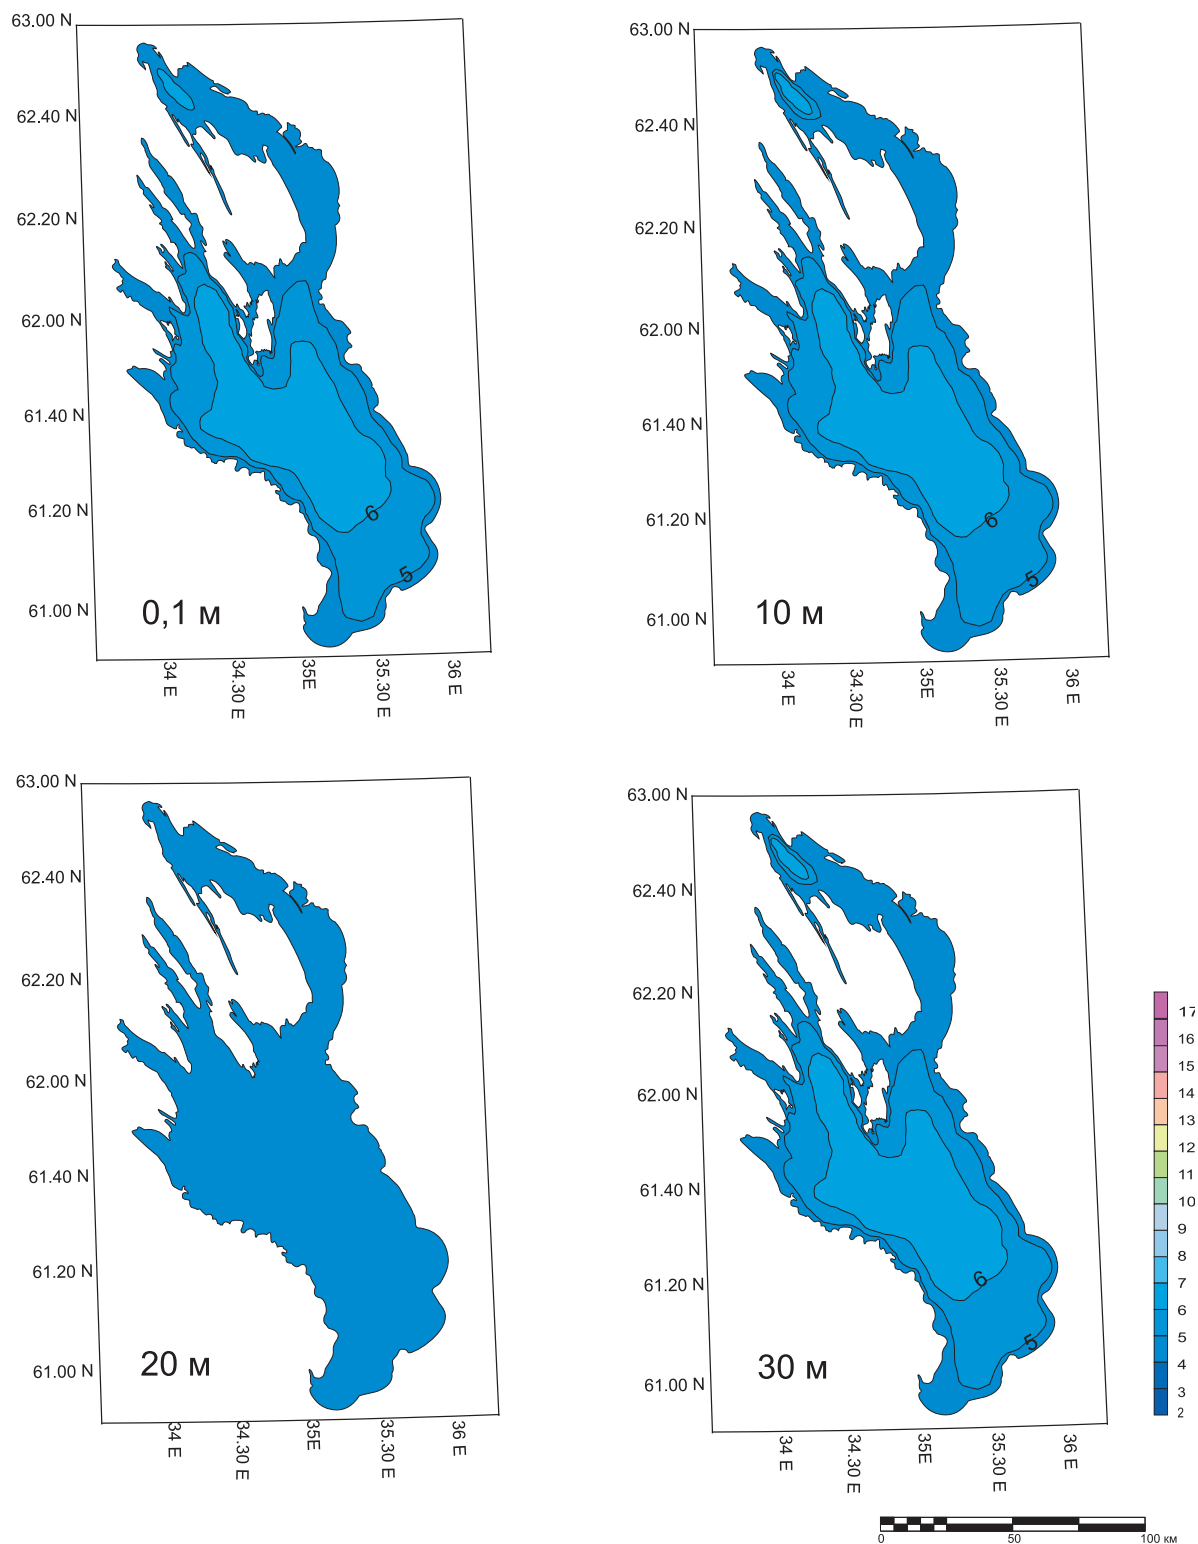 63.00 N
62.40 N
62.20 N
62.00 N
61.40 N
61.20 N
61.00 N
6
5
0,1 м
34 E
34.30 E
35E
35.30 E
36 E
63.00 N
62.40 N
62.20 N
62.00 N
61.40 N
61.20 N
61.00 N
6
5
10 м
34 E
34.30 E
35E
35.30 E
36 E
63.00 N
62.40 N
62.20 N
62.00 N
61.40 N
61.20 N
61.00 N
20 м
34 E
34.30 E
35E
35.30 E
36 E
63.00 N
62.40 N
62.20 N
62.00 N
61.40 N
61.20 N
61.00 N
6
5
30 м
34 E
34.30 E
35E
35.30 E
36 E
17
16
15
14
13
12
11
10
9
8
7
6
5
4
3
2
0 50 100 км